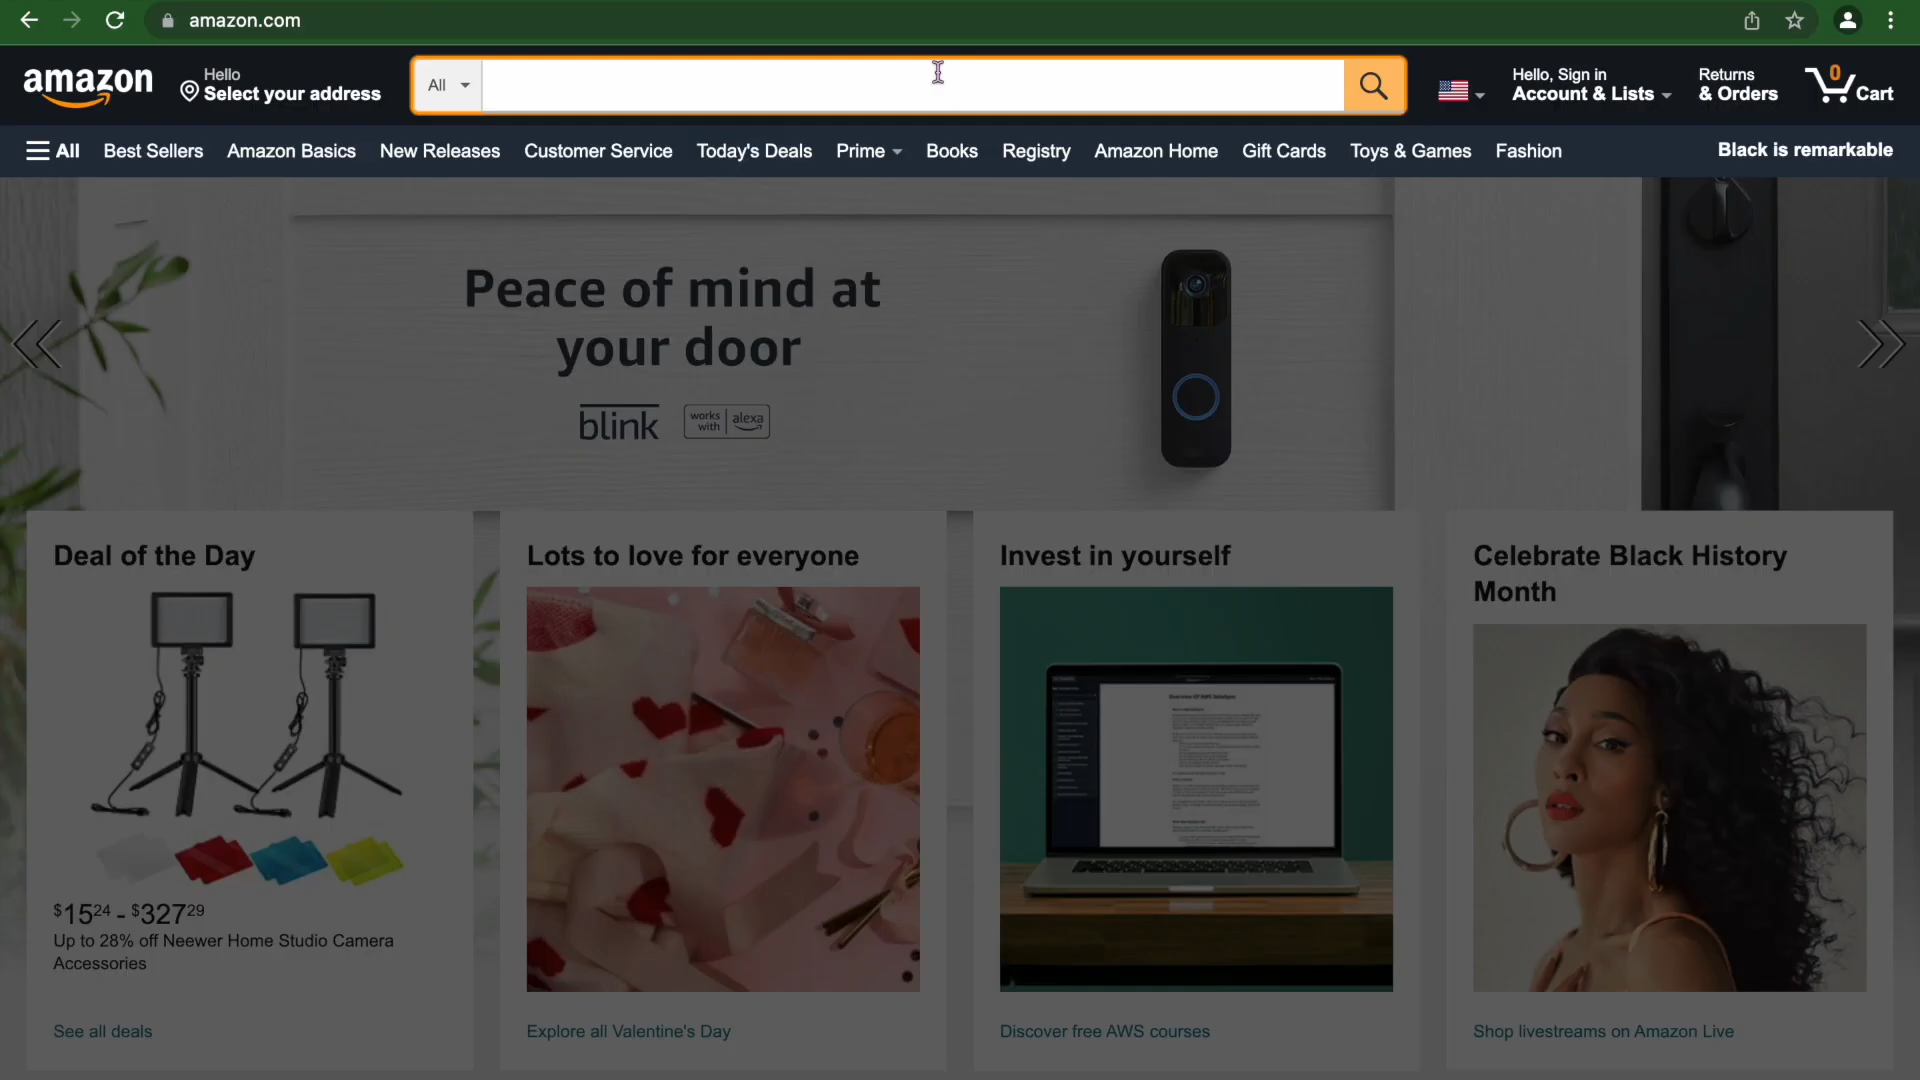 amazon.com
amazon
Hello
Select your address
All
Hello, Sign in
Account & Lists
Returns
& Orders
0
Cart
All
Best Sellers
Amazon Basics
New Releases
Customer Service
Today's Deals
Prime
Books
Registry
Amazon Home
Gift Cards
Toys & Games
Fashion
Black is remarkable
Peace of mind at
your door
blink
works
with
alexa
Deal of the Day
$15.24 - $327.29
Up to 28% off Neewer Home Studio Camera
Accessories
See all deals
Lots to love for everyone
Explore all Valentine's Day
Invest in yourself
Discover free AWS courses
Celebrate Black History
Month
Shop livestreams on Amazon Live